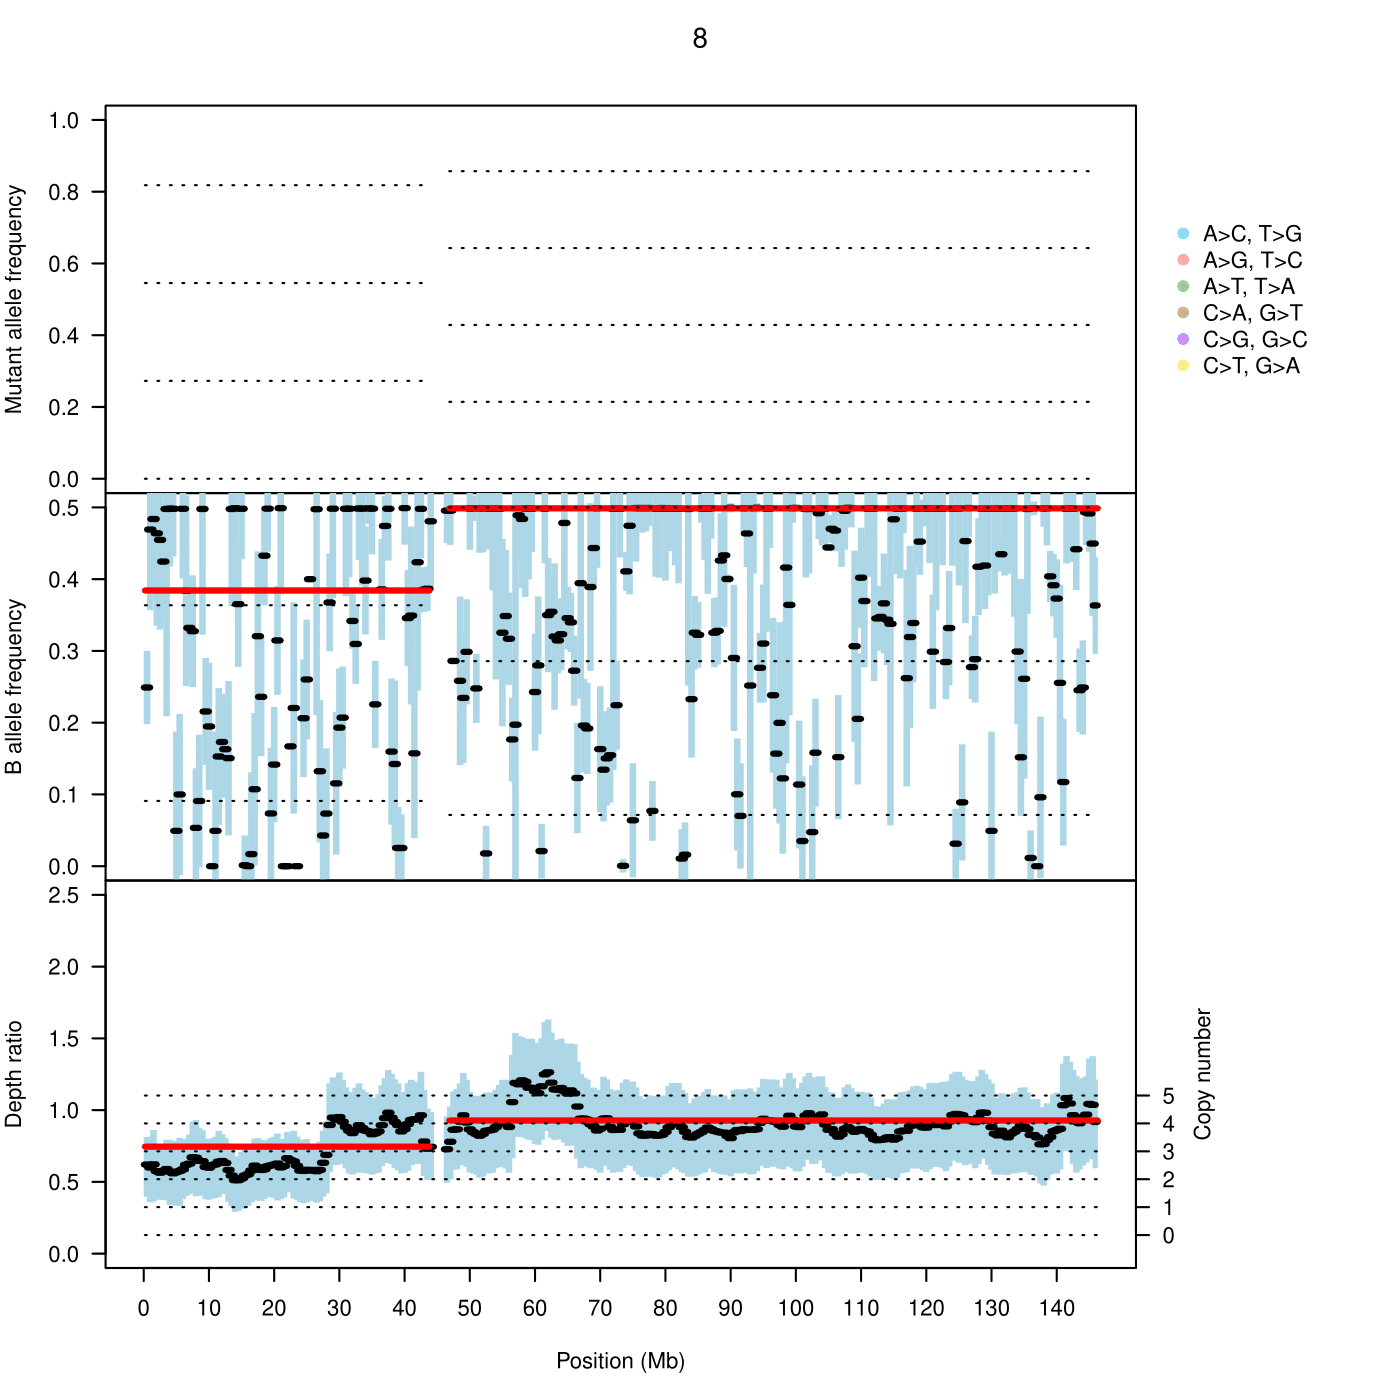 8
Mutant allele frequency
1.0
0.8
0.6
0.4
0.2
0.0
A>C, T>G
A>G, T>C
A>T, T>A
C>A, G>T
C>G, G>C
C>T, G>A
B allele frequency
0.5
0.4
0.3
0.2
0.1
0.0
Depth ratio
2.5
2.0
1.5
1.0
0.5
0.0
Copy number
5
4
3
2
1
0
0 10 20 30 40 50 60 70 80 90 100 110 120 130 140
Position (Mb)